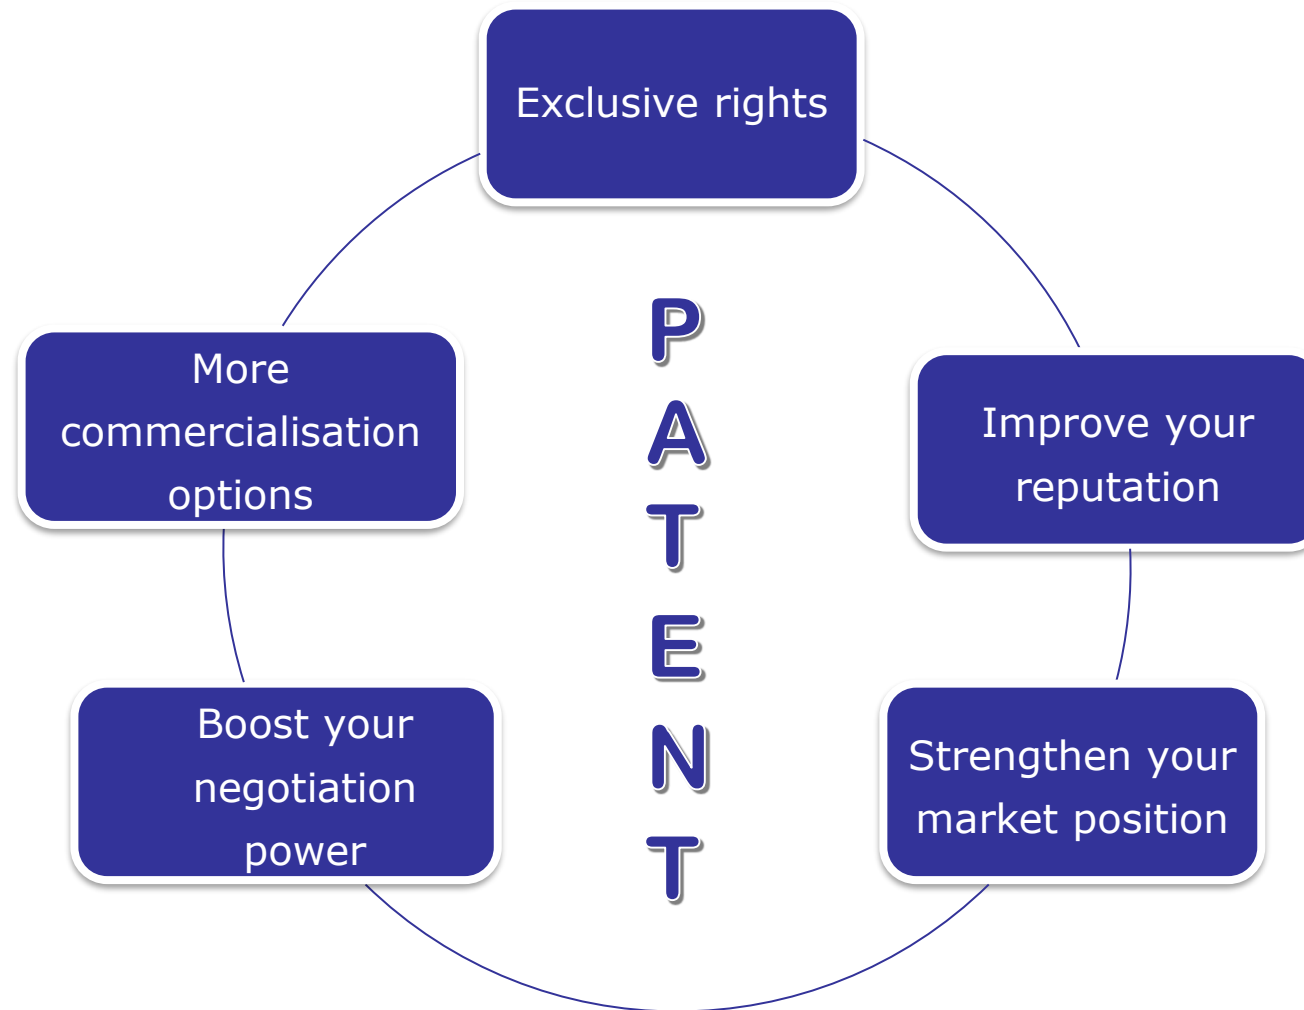 Exclusive rights
Improve your
reputation
Strengthen your
market position
Boost your
negotiation
power
More
commercialisation
options
P
A
T
E
N
T